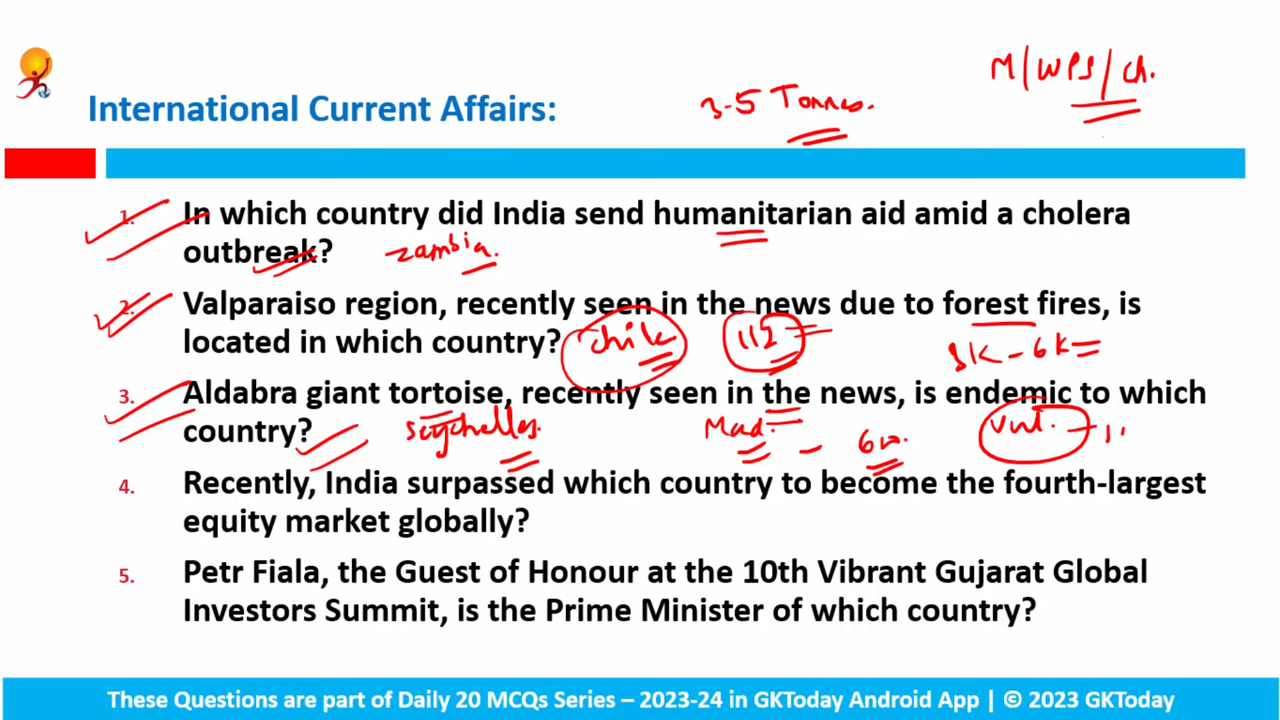 M/WPS/Ch.
International Current Affairs:
3-5 Tonnes.
1. In which country did India send humanitarian aid amid a cholera
outbreak? Zambia.
2. Valparaiso region, recently seen in the news due to forest fires, is
located in which country? Chile 112
3. Aldabra giant tortoise, recently seen in the news, is endemic to which
country? Seychelles. Mad. - 6
4. Recently, India surpassed which country to become the fourth-largest
equity market globally?
5. Petr Fiala, the Guest of Honour at the 10th Vibrant Gujarat Global
Investors Summit, is the Prime Minister of which country?
These Questions are part of Daily 20 MCQs Series – 2023-24 in GKToday Android App | © 2023 GKToday